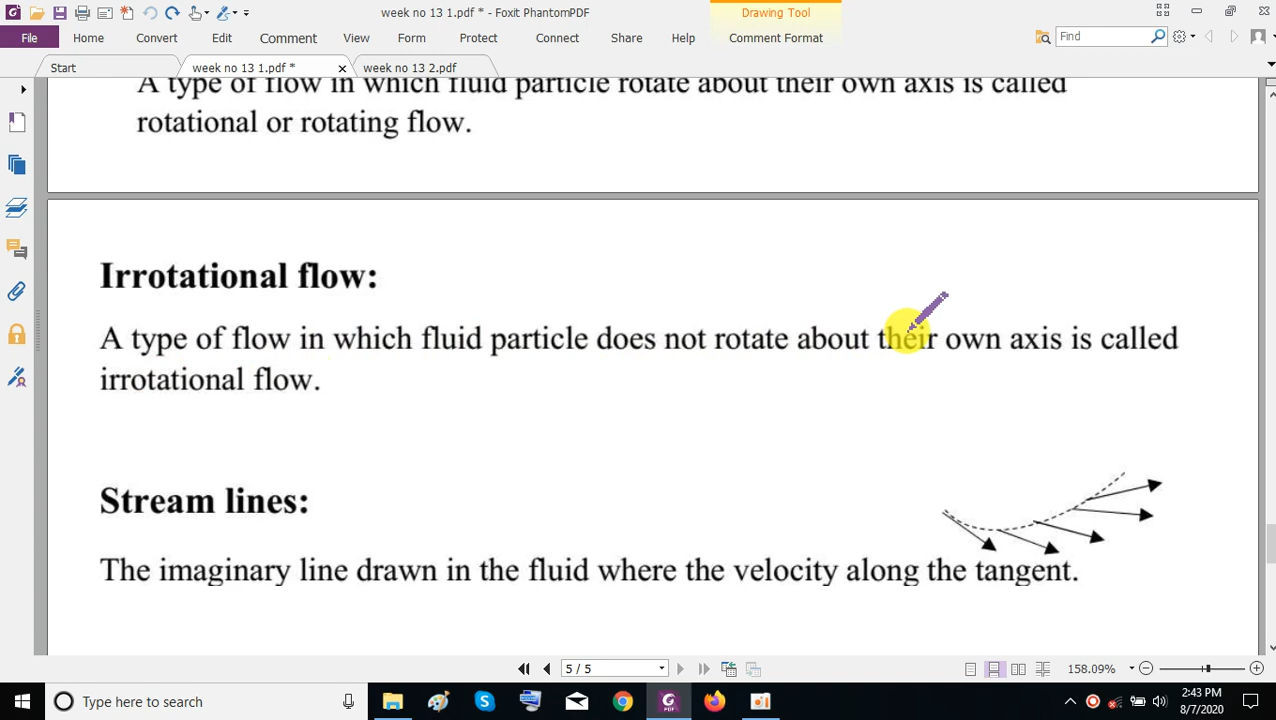 week no 13 1.pdf * - Foxit PhantomPDF
Drawing Tool
File Home Convert Edit Comment View Form Protect Connect Share Help Comment Format Find
Start week no 13 1.pdf * week no 13 2.pdf
A type of flow in which fluid particle rotate about their own axis is called
rotational or rotating flow.
Irrotational flow:
A type of flow in which fluid particle does not rotate about their own axis is called
irrotational flow.
Stream lines:
The imaginary line drawn in the fluid where the velocity along the tangent.
5 / 5 158.09%
Type here to search
2:43 PM
8/7/2020